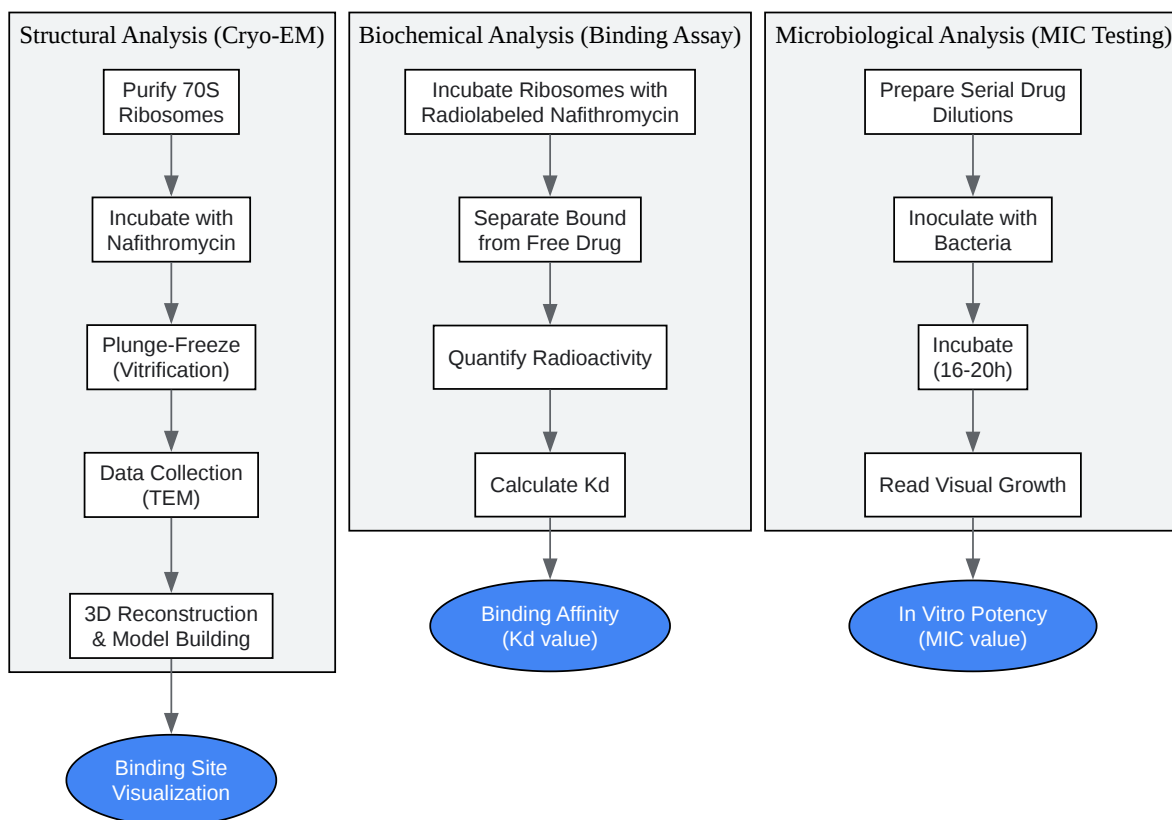 Structural Analysis (Cryo-EM)
Purify 70S
Ribosomes
Incubate with
Nafithromycin
Plunge-Freeze
(Vitrification)
Data Collection
(TEM)
3D Reconstruction
& Model Building
Binding Site
Visualization
Biochemical Analysis (Binding Assay)
Incubate Ribosomes with
Radiolabeled Nafithromycin
Separate Bound
from Free Drug
Quantify Radioactivity
Calculate Kd
Binding Affinity
(Kd value)
Microbiological Analysis (MIC Testing)
Prepare Serial Drug
Dilutions
Inoculate with
Bacteria
Incubate
(16-20h)
Read Visual Growth
In Vitro Potency
(MIC value)